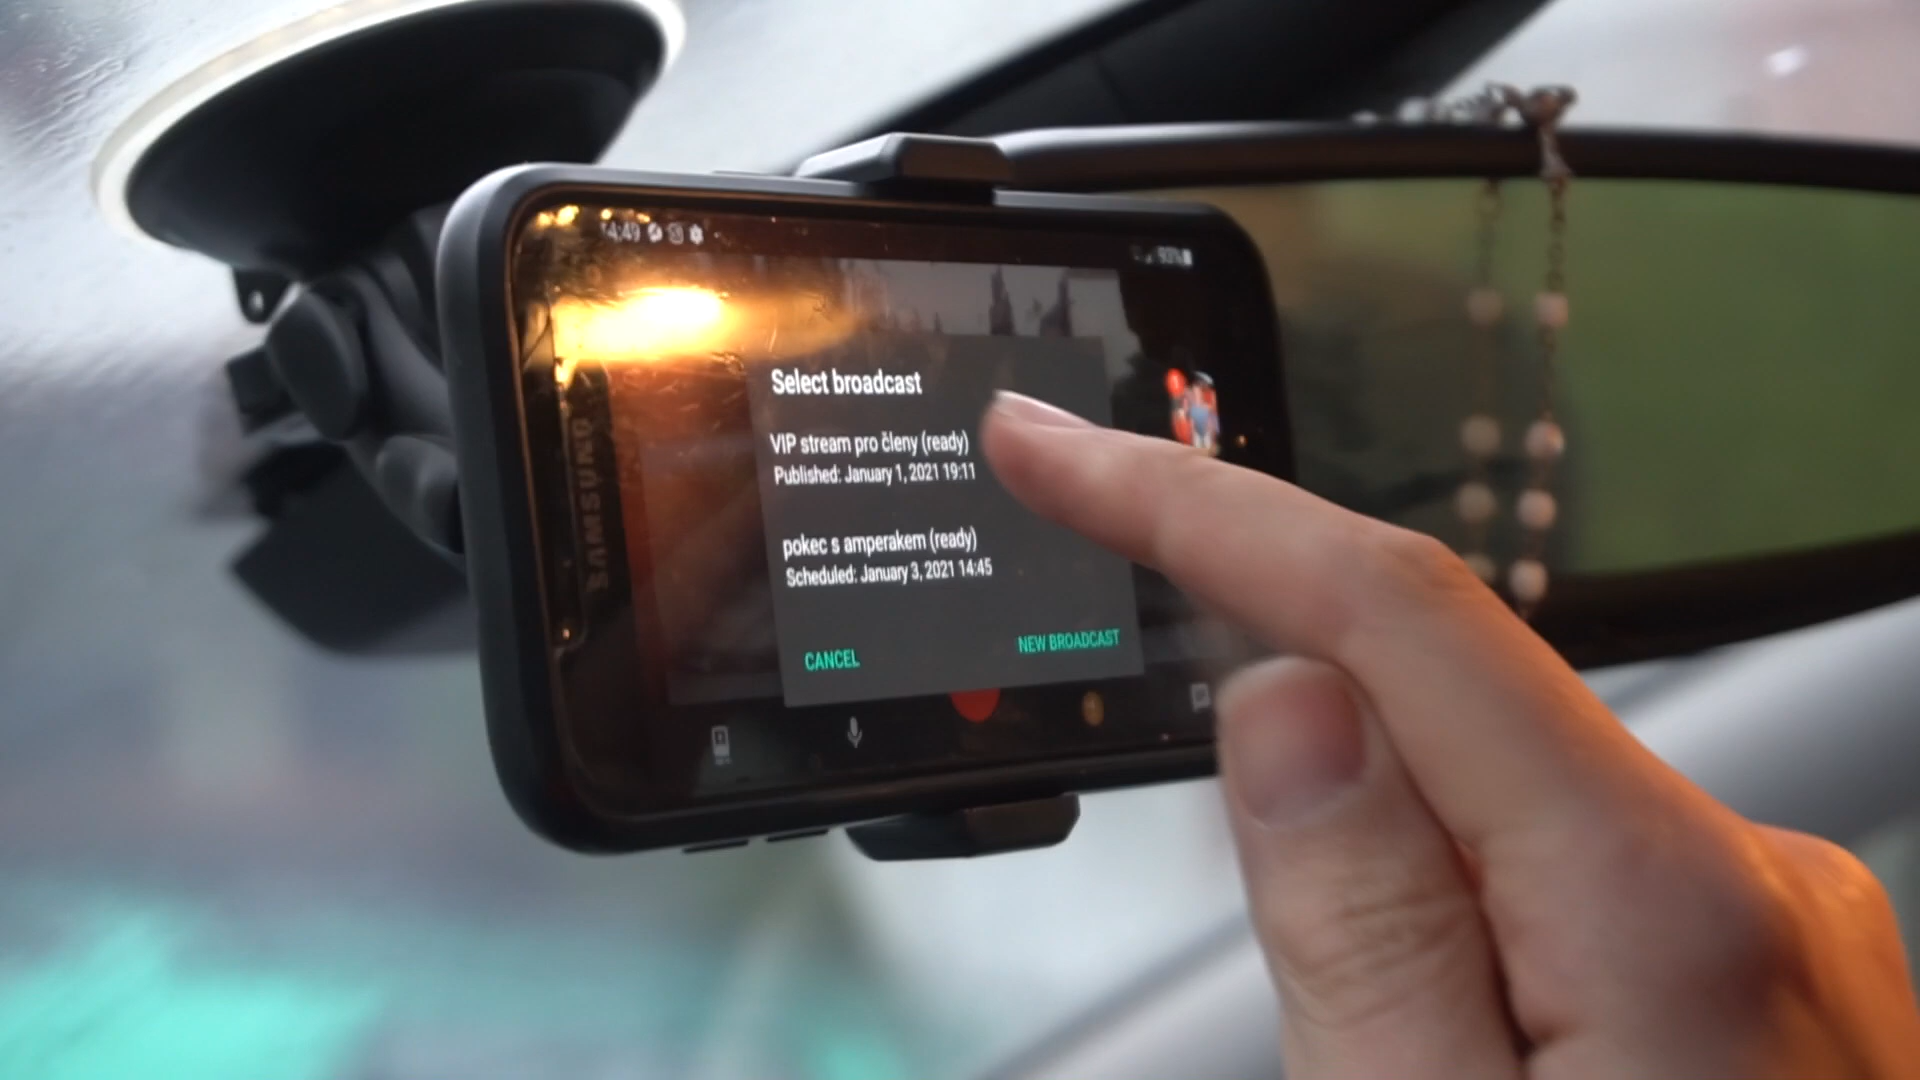 14:49
93%
Select broadcast
VIP stream pro členy (ready)
Published: January 1, 2021 19:11
pokec s amperakem (ready)
Scheduled: January 3, 2021 14:45
CANCEL
NEW BROADCAST
SAMSUNG